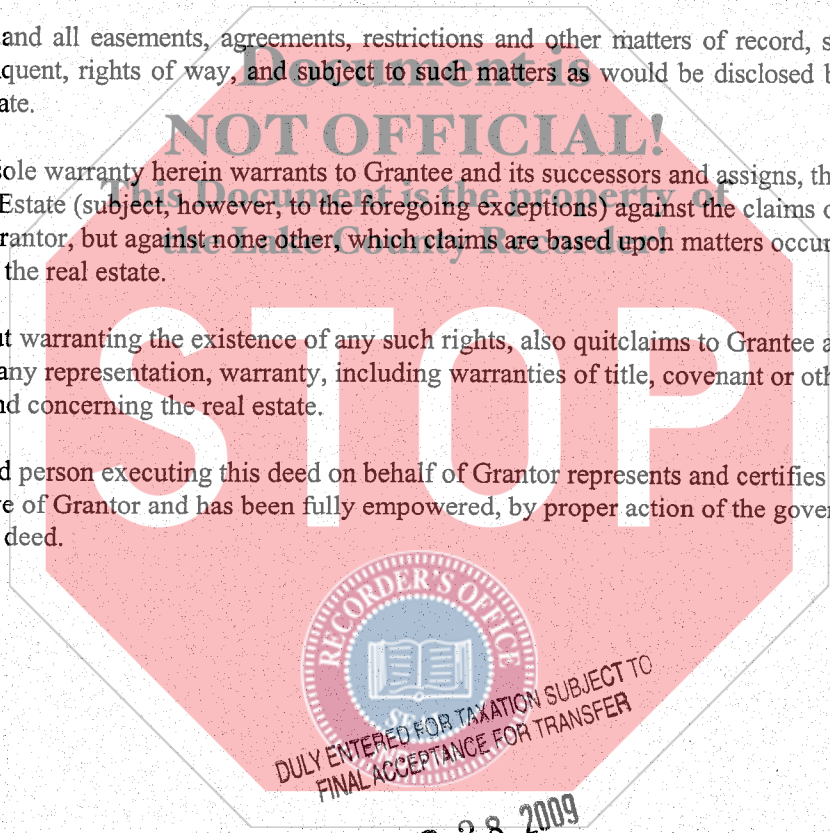 and all easements, agreements, restrictions and other matters of record, s
quent, rights of way, and subject to such matters as would be disclosed b
ate.
Document is
NOT OFFICIAL!
This Document is the property of
the Lake County Recorder!
ole warranty herein warrants to Grantee and its successors and assigns, th
Estate (subject, however, to the foregoing exceptions) against the claims o
rantor, but against none other, which claims are based upon matters occur
the real estate.
STOP
t warranting the existence of any such rights, also quitclaims to Grantee a
any representation, warranty, including warranties of title, covenant or oth
nd concerning the real estate.
d person executing this deed on behalf of Grantor represents and certifies
e of Grantor and has been fully empowered, by proper action of the gover
deed.
RECORDER'S OFFICE
DULY ENTERED FOR TAXATION SUBJECT TO
FINAL ACCEPTANCE FOR TRANSFER
28 2009